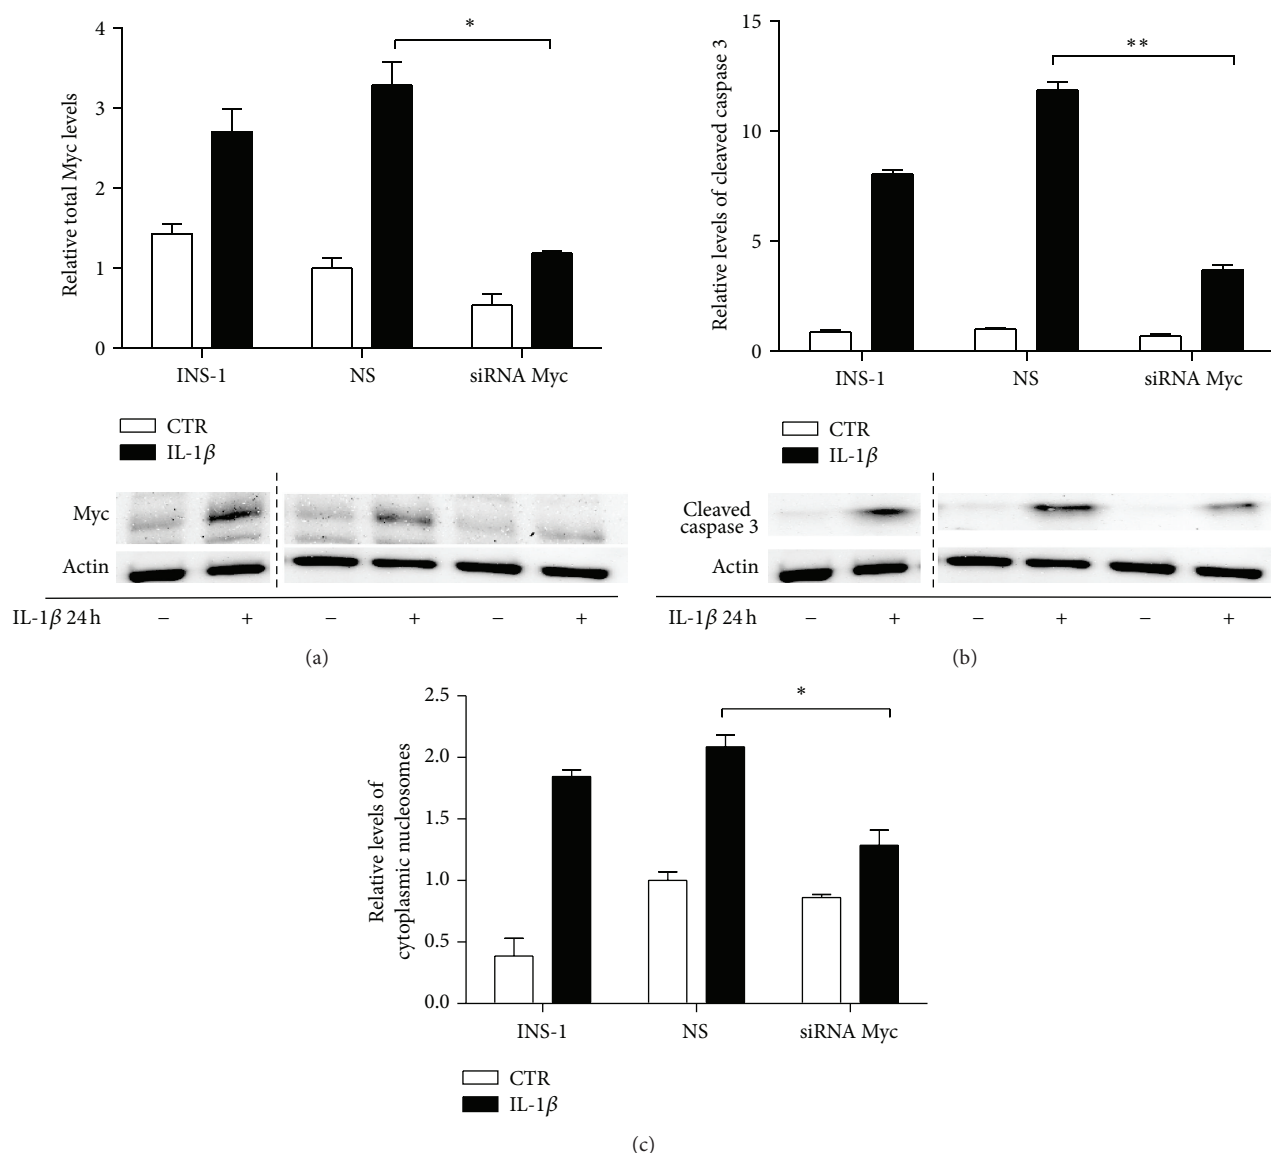 Relative total Myc levels
4
3
2
1
0
*
INS-1
NS
siRNA Myc
CTR
IL-1β
Myc
Actin
IL-1β 24 h
− + − + − +
(a)
Relative levels of cleaved caspase 3
15
10
5
0
**
INS-1
NS
siRNA Myc
CTR
IL-1β
Cleaved
caspase 3
Actin
IL-1β 24 h
− + − + − +
(b)
Relative levels of
cytoplasmic nucleosomes
2.5
2.0
1.5
1.0
0.5
0.0
*
INS-1
NS
siRNA Myc
CTR
IL-1β
(c)